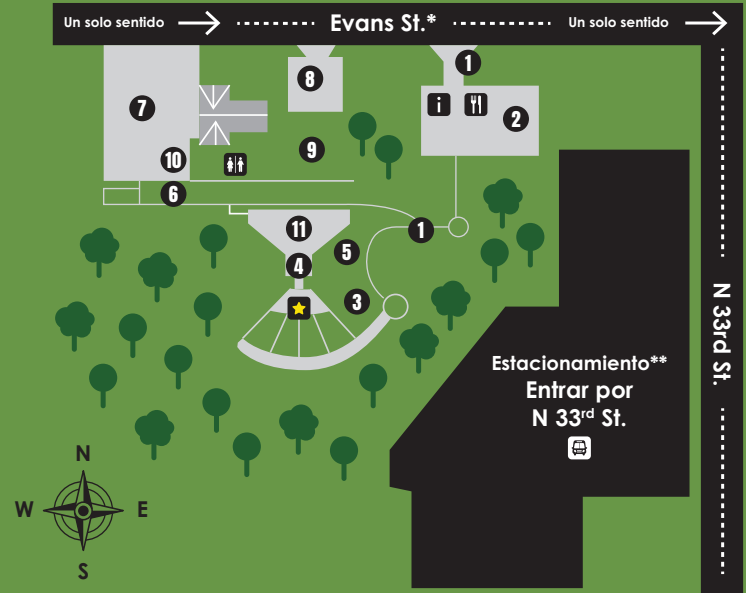 Un solo sentido Evans St.* Un solo sentido
1
8
7
i
2
9
10
6
11
1
5
4
3
N 33rd St.
Estacionamiento**
Entrar por
N 33rd St.
N
W E
S